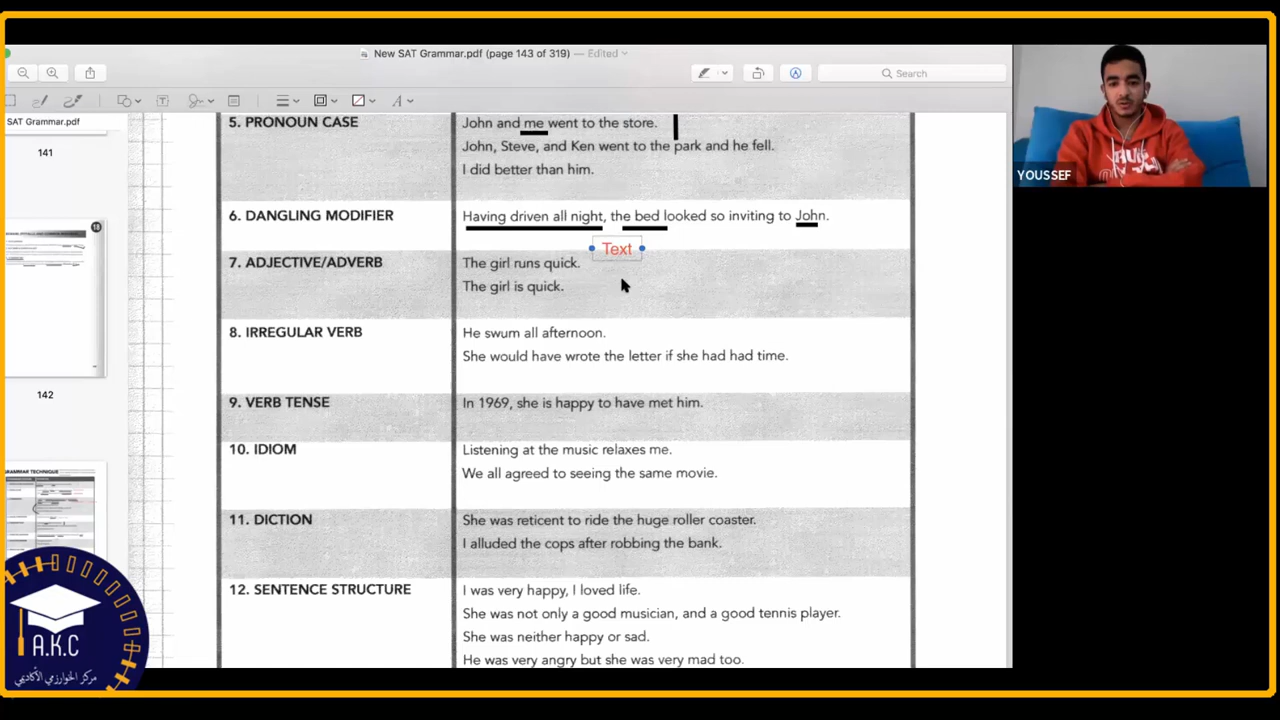 New SAT Grammar.pdf (page 143 of 319) — Edited
Search
SAT Grammar.pdf
141
142
18
GRAMMAR TECHNIQUE
5. PRONOUN CASE
John and me went to the store.
John, Steve, and Ken went to the park and he fell.
I did better than him.
6. DANGLING MODIFIER
Having driven all night, the bed looked so inviting to John.
Text
7. ADJECTIVE/ADVERB
The girl runs quick.
The girl is quick.
8. IRREGULAR VERB
He swum all afternoon.
She would have wrote the letter if she had had time.
9. VERB TENSE
In 1969, she is happy to have met him.
10. IDIOM
Listening at the music relaxes me.
We all agreed to seeing the same movie.
11. DICTION
She was reticent to ride the huge roller coaster.
I alluded the cops after robbing the bank.
12. SENTENCE STRUCTURE
I was very happy, I loved life.
She was not only a good musician, and a good tennis player.
She was neither happy or sad.
He was very angry but she was very mad too.
YOUSSEF
A.K.C
مركز الخوارزمي الأكاديمي